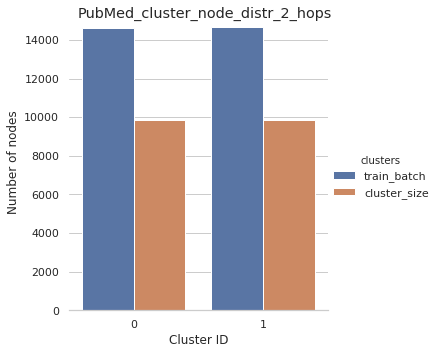 PubMed_cluster_node_distr_2_hops
14000
12000
10000
8000
6000
4000
2000
0
Number of nodes
0 1
Cluster ID
clusters
train_batch
cluster_size